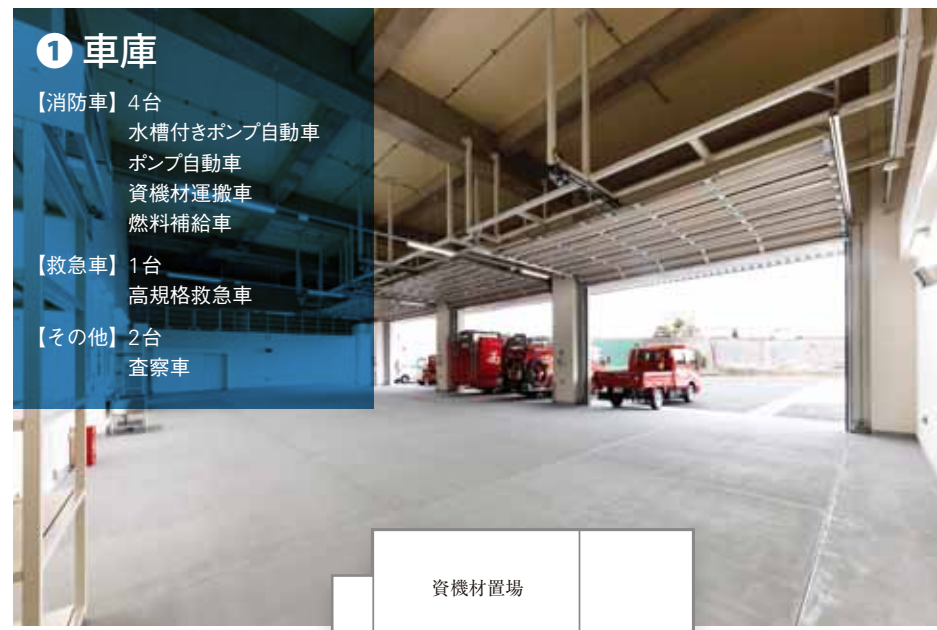 ❶ 車庫
【消防車】4台
水槽付きポンプ自動車
ポンプ自動車
資機材運搬車
燃料補給車
【救急車】1台
高規格救急車
【その他】2台
査察車
資機材置場